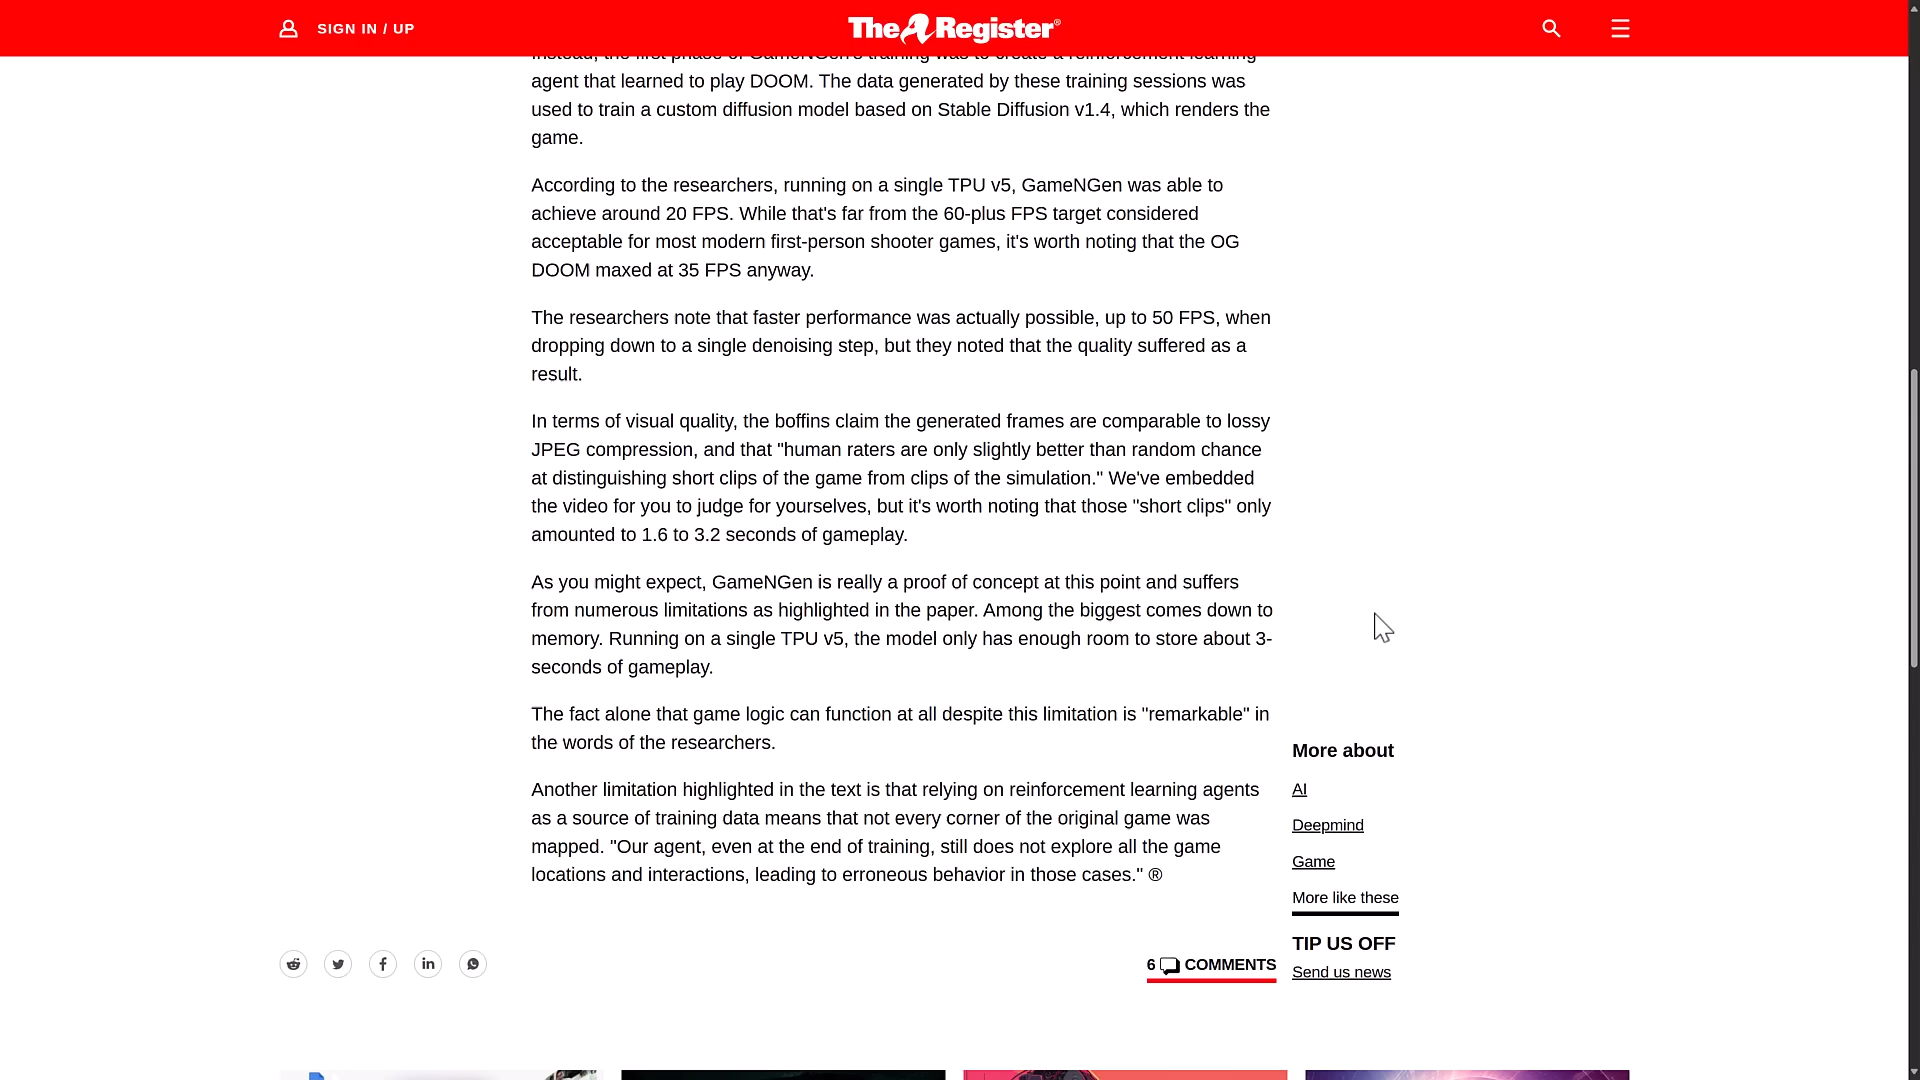 SIGN IN / UP
The Register®
Instead, the first phase of GameNGen's training was to create a reinforcement learning
agent that learned to play DOOM. The data generated by these training sessions was
used to train a custom diffusion model based on Stable Diffusion v1.4, which renders the
game.
According to the researchers, running on a single TPU v5, GameNGen was able to
achieve around 20 FPS. While that's far from the 60-plus FPS target considered
acceptable for most modern first-person shooter games, it's worth noting that the OG
DOOM maxed at 35 FPS anyway.
The researchers note that faster performance was actually possible, up to 50 FPS, when
dropping down to a single denoising step, but they noted that the quality suffered as a
result.
In terms of visual quality, the boffins claim the generated frames are comparable to lossy
JPEG compression, and that "human raters are only slightly better than random chance
at distinguishing short clips of the game from clips of the simulation." We've embedded
the video for you to judge for yourselves, but it's worth noting that those "short clips" only
amounted to 1.6 to 3.2 seconds of gameplay.
As you might expect, GameNGen is really a proof of concept at this point and suffers
from numerous limitations as highlighted in the paper. Among the biggest comes down to
memory. Running on a single TPU v5, the model only has enough room to store about 3-
seconds of gameplay.
The fact alone that game logic can function at all despite this limitation is "remarkable" in
the words of the researchers.
Another limitation highlighted in the text is that relying on reinforcement learning agents
as a source of training data means that not every corner of the original game was
mapped. "Our agent, even at the end of training, still does not explore all the game
locations and interactions, leading to erroneous behavior in those cases." ®
More about
AI
Deepmind
Game
More like these
6 COMMENTS
TIP US OFF
Send us news